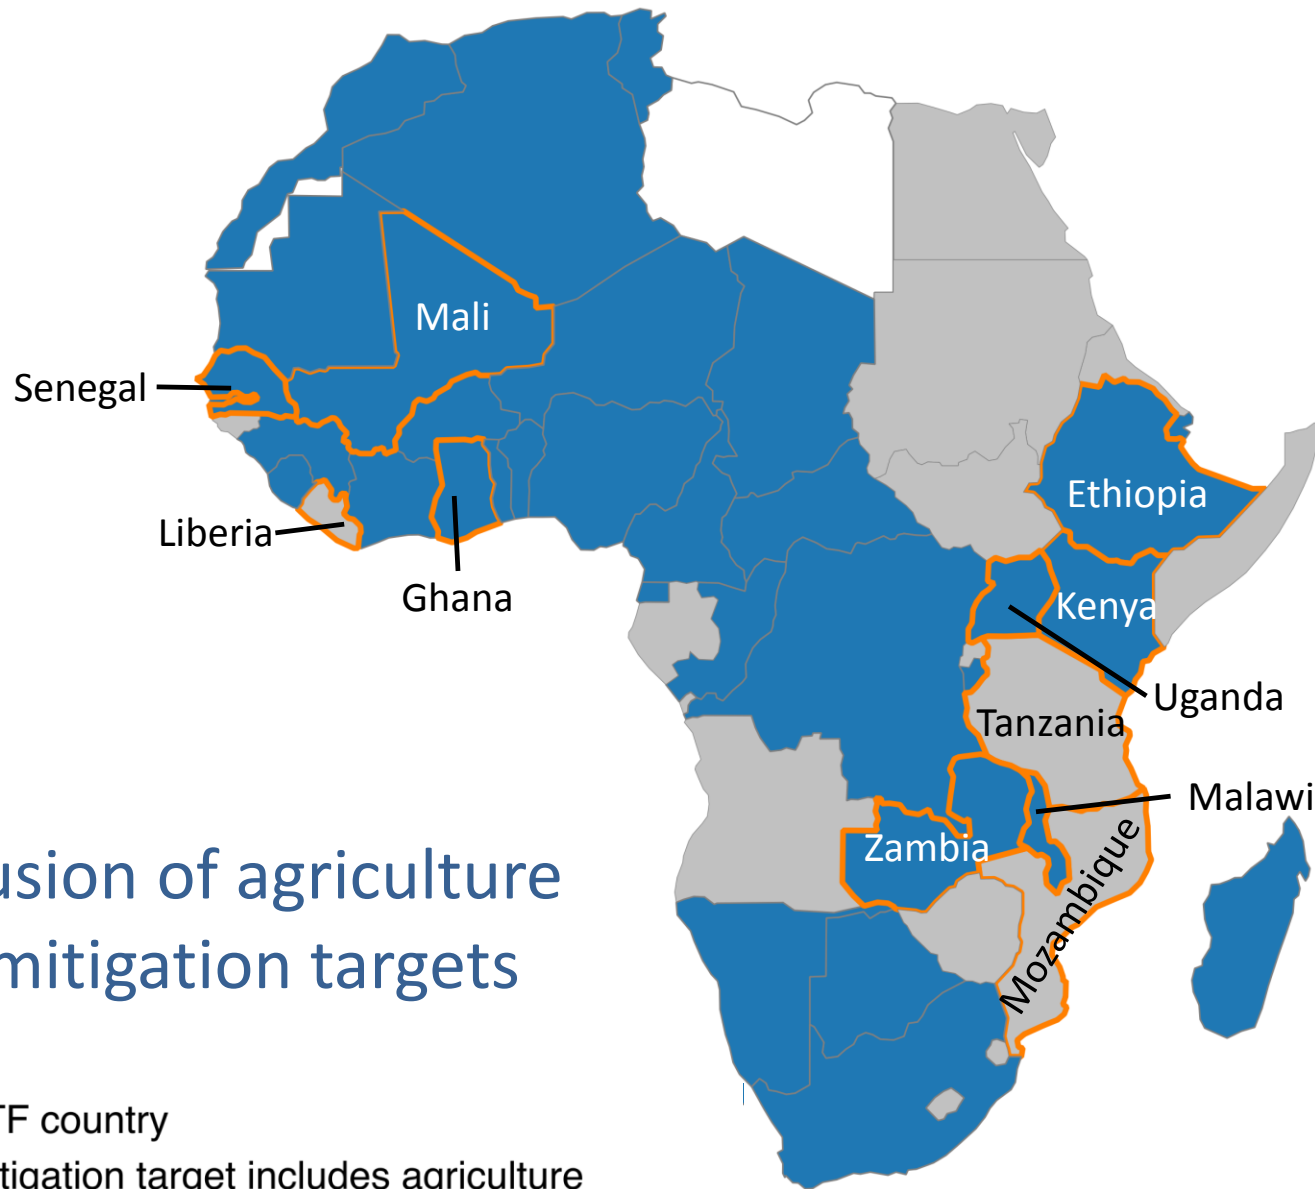 Mali
Senegal
Ethiopia
Liberia
Ghana
Kenya
Uganda
Tanzania
Malawi
Zambia
Mozambique
usion of agriculture
mitigation targets
TF country
tigation target includes agriculture